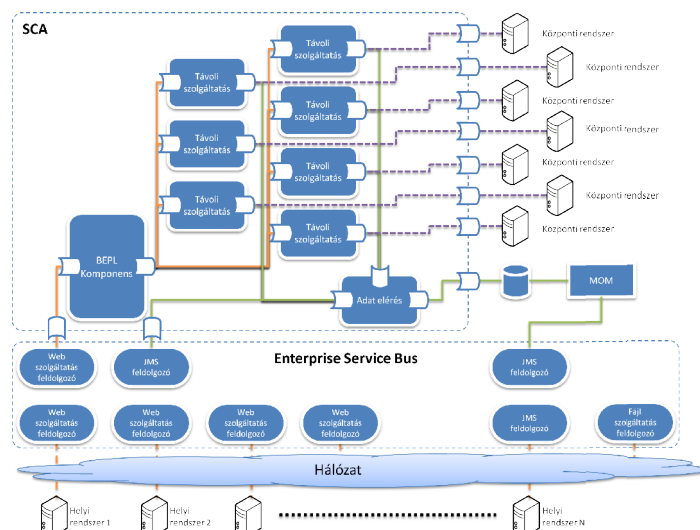 SCA
Távoli
szolgáltatás
Központi rendszer
Távoli
szolgáltatás
Központi rendszer
Távoli
szolgáltatás
Központi rendszer
Távoli
szolgáltatás
Központi rendszer
Távoli
szolgáltatás
Központi rendszer
Távoli
szolgáltatás
Központi rendszer
Távoli
szolgáltatás
Központi rendszer
BEPL
Komponens
Adat elérés
MOM
Enterprise Service Bus
Web
szolgáltatás
feldolgozó
JMS
feldolgozó
JMS
feldolgozó
Web
szolgáltatás
feldolgozó
Web
szolgáltatás
feldolgozó
Web
szolgáltatás
feldolgozó
Web
szolgáltatás
feldolgozó
JMS
feldolgozó
Fájl
szolgáltatás
feldolgozó
Hálózat
Helyi
rendszer 1
Helyi
rendszer 2
Helyi
rendszer N